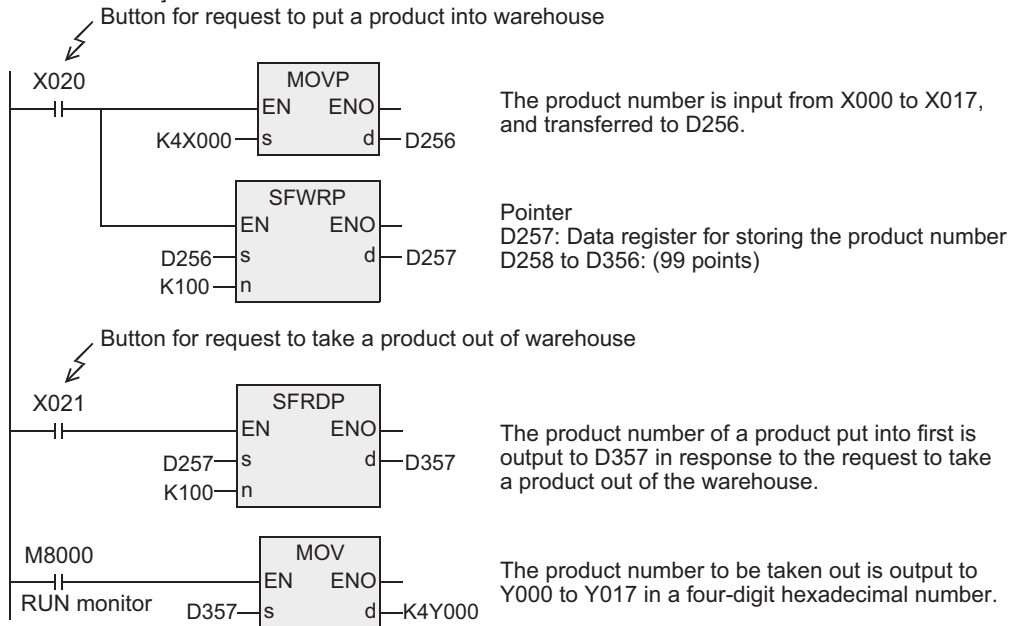 Button for request to put a product into warehouse
X020
MOVP
EN ENO
K4X000 s d D256
The product number is input from X000 to X017,
and transferred to D256.
SFWRP
EN ENO
D256 s d D257
K100 n
Pointer
D257: Data register for storing the product number
D258 to D356: (99 points)
Button for request to take a product out of warehouse
X021
SFRDP
EN ENO
D257 s d D357
K100 n
The product number of a product put into first is
output to D357 in response to the request to take
a product out of the warehouse.
M8000
RUN monitor
MOV
EN ENO
D357 s d K4Y000
The product number to be taken out is output to
Y000 to Y017 in a four-digit hexadecimal number.